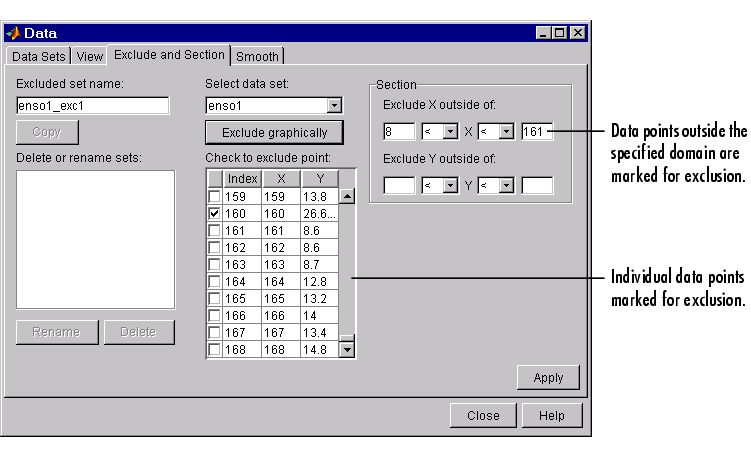 Data
Data Sets View Exclude and Section Smooth
Excluded set name:
enso1_exc1
Copy
Delete or rename sets:
Rename Delete
Select data set:
enso1
Exclude graphically
Check to exclude point:
Index X Y
159 159 13.8
160 160 26.6...
161 161 8.6
162 162 8.6
163 163 8.7
164 164 12.8
165 165 13.2
166 166 14
167 167 13.4
168 168 14.8
Section
Exclude X outside of:
8 < X < 161
Exclude Y outside of:
< Y <
Apply
Close Help
Data points outside the
specified domain are
marked for exclusion.
Individual data points
marked for exclusion.